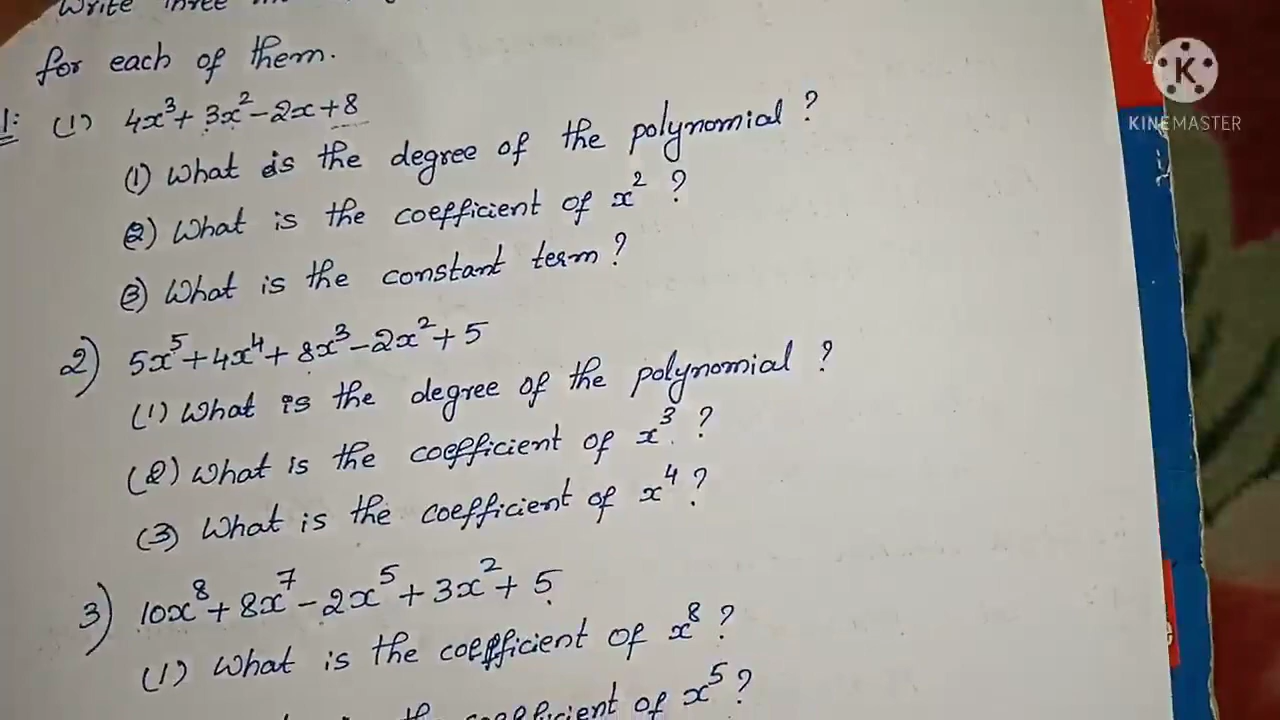 Write three
for each of them.
1: (1) 4x³ + 3x² - 2x + 8
(1) What is the degree of the polynomial ?
(2) What is the coefficient of x² ?
(3) What is the constant term ?
2) 5x⁵ + 4x⁴ + 8x³ - 2x² + 5
(1) What is the degree of the polynomial ?
(2) What is the coefficient of x³ ?
(3) What is the coefficient of x⁴ ?
3) 10x⁸ + 8x⁷ - 2x⁵ + 3x² + 5
(1) What is the coefficient of x⁸ ?
the coefficient of x⁵ ?
K
KINEMASTER